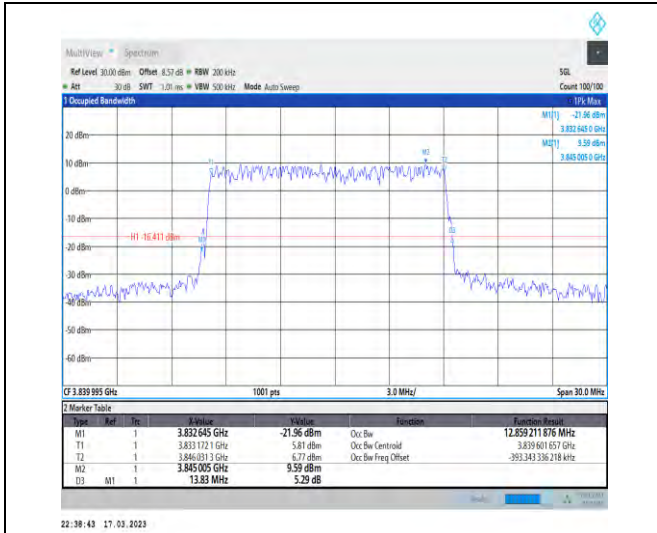 MultiView Spectrum
Ref Level 30.00 dBm Offset 8.57 dB RBW 200 kHz SGL
Att 30 dB SWT 1.01 ms VBW 500 kHz Mode Auto Sweep Count 100/100
1 Occupied Bandwidth 1Pk Max
M1[1] -21.96 dBm
3.832 645 0 GHz
M2[1] 9.59 dBm
3.845 005 0 GHz
20 dBm
10 dBm
0 dBm
-10 dBm
-20 dBm
-30 dBm
-40 dBm
-50 dBm
-60 dBm
H1 -16.411 dBm
T1
M2
T2
M1
D3
CF 3.839 995 GHz 1001 pts 3.0 MHz/ Span 30.0 MHz
2 Marker Table
Type Ref Trc X-Value Y-Value Function Function Result
M1 1 3.832 645 GHz -21.96 dBm Occ Bw 12.859 211 876 MHz
T1 1 3.833 172 1 GHz 5.81 dBm Occ Bw Centroid 3.839 601 657 GHz
T2 1 3.846 031 3 GHz 6.77 dBm Occ Bw Freq Offset -393.343 336 218 kHz
M2 1 3.845 005 GHz 9.59 dBm
D3 M1 1 13.83 MHz 5.29 dB
22:38:43 17.03.2023